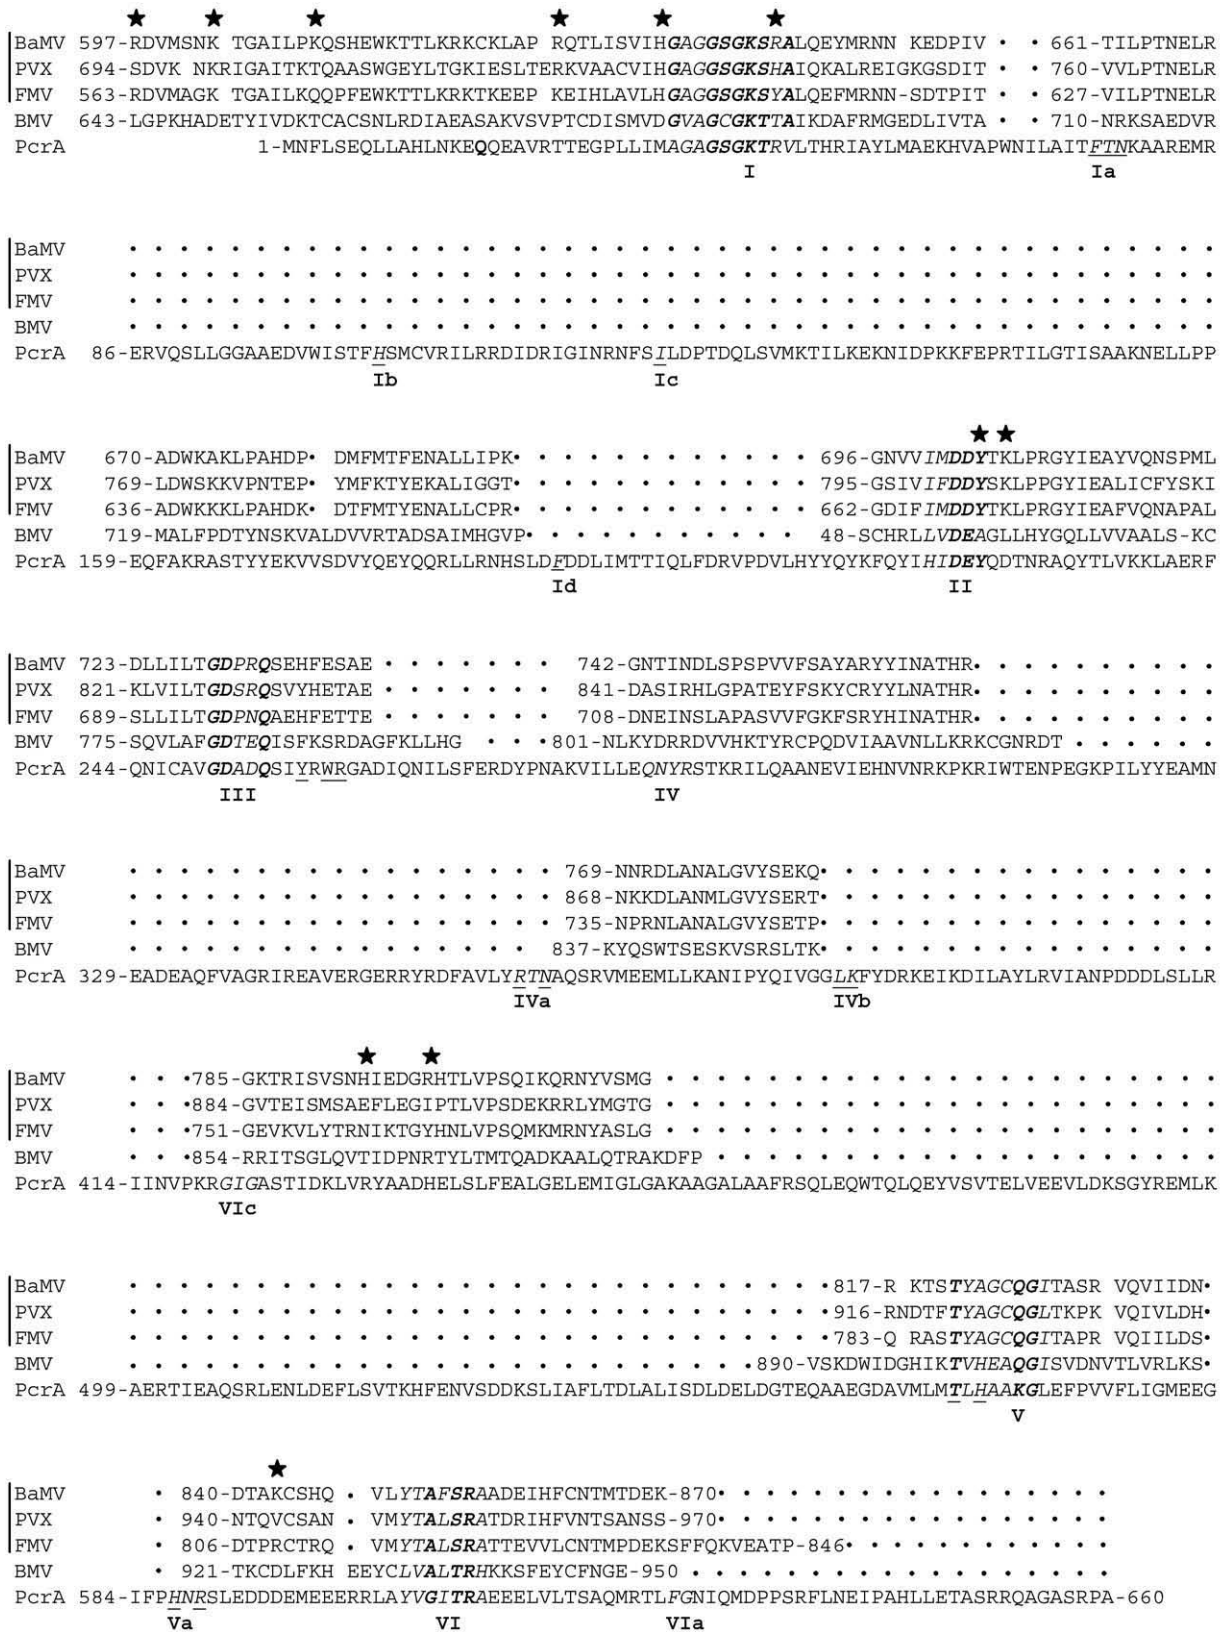 ★ ★ ★ ★ ★ ★
BaMV 597-RDVMSNK TGAILPKQSHEWKTTLKRKCKLAP RQTLISVIHGAGGSGKSRALQEYMRNN KEDPIV • • 661-TILPTNELR
PVX 694-SDVK NKRIGAITKTQAASWGEYLTGKIESLTERKVAACVIHGAGGSGKSHAIQKALREIGKGSDIT • • 760-VVLPTNELR
FMV 563-RDVMAGK TGAILKQQPFEWKTTLKRKTKEEP KEIHLAVLHGAGGSGKSYALQEFMRNN-SDTPIT • • 627-VILPTNELR
BMV 643-LGPKHADETYIVDKTCACSNLRDIAEASAKVSVPTCDISMVDGVAGCGKTTAIKDAFRMGEDLIVTA • • 710-NRKSAEDVR
PcrA 1-MNFLSEQLLAHLNKEQQEAVRTTEGPLLIMAGAGSGKTRVLTHRIAYLMAEKHVAPWNILAITFTNKAAREMR
I Ia
BaMV • • • • • • • • • • • • • • • • • • • • • • • • • • • • • • • • • • • • • • • • • • •
PVX • • • • • • • • • • • • • • • • • • • • • • • • • • • • • • • • • • • • • • • • • • •
FMV • • • • • • • • • • • • • • • • • • • • • • • • • • • • • • • • • • • • • • • • • • •
BMV • • • • • • • • • • • • • • • • • • • • • • • • • • • • • • • • • • • • • • • • • • •
PcrA 86-ERVQSLLGGAAEDVWISTFHSMCVRILRRDIDRIGINRNFSILDPTDQLSVMKTILKEKNIDPKKFEPRTILGTISAAKNELLPP
Ib Ic
★ ★
BaMV 670-ADWKAKLPAHDP• DMFMTFENALLIPK• • • • • • • • • • • • 696-GNVVIMDDYTKLPRGYIEAYVQNSPML
PVX 769-LDWSKKVPNTEP• YMFKTYEKALIGGT• • • • • • • • • • • • 795-GSIVIFDDYSKLPPGYIEALICFYSKI
FMV 636-ADWKKKLPAHDK• DTFMTYENALLCPR• • • • • • • • • • • • 662-GDIFIMDDYTKLPRGYIEAFVQNAPAL
BMV 719-MALFPDTYNSKVALDVVRTADSAIMHGVP• • • • • • • • • • • 48-SCHRLLVDEAGLLHYGQLLVVAALS-KC
PcrA 159-EQFAKRASTYYEKVVSDVYQEYQQRLLRNHSLDFDDLIMTTIQLFDRVPDVLHYYQYKFQYIHIDEYQDTNRAQYTLVKKLAERF
Id II
BaMV 723-DLLILTGDPRQSEHFESAE • • • • • • • 742-GNTINDLSPSPVVFSAYARYYINATHR• • • • • • • • • •
PVX 821-KLVILTGDSRQSVYHETAE • • • • • • • 841-DASIRHLGPATEYFSKYCRYYLNATHR• • • • • • • • • •
FMV 689-SLLILTGDPNQAEHFETTE • • • • • • • 708-DNEINSLAPASVVFGKFSRYHINATHR• • • • • • • • • •
BMV 775-SQVLAFGDTEQISFKSRDAGFKLLHG • • • 801-NLKYDRRDVVHKTYRCPQDVIAAVNLLKRKCGNRDT • • • • • •
PcrA 244-QNICAVGDADQSIYRWRGADIQNILSFERDYPNAKVILLEQNYRSTKRILQAANEVIEHNVNRKPKRIWTENPEGKPILYYEAMN
III IV
BaMV • • • • • • • • • • • • • • • • • 769-NNRDLANALGVYSEKQ• • • • • • • • • • • • • • • •
PVX • • • • • • • • • • • • • • • • • 868-NKKDLANMLGVYSERT• • • • • • • • • • • • • • • •
FMV • • • • • • • • • • • • • • • • • 735-NPRNLANALGVYSETP• • • • • • • • • • • • • • • •
BMV • • • • • • • • • • • • • • • • 837-KYQSWTSESKVSRSLTK• • • • • • • • • • • • • • • •
PcrA 329-EADEAQFVAGRIREAVERGERRYRDFAVLYRTNAQSRVMEEMLLKANIPYQIVGGLKFYDRKEIKDILAYLRVIANPDDDLSLLR
IVa IVb
★ ★
BaMV • • •785-GKTRISVSNHIEDGRHTLVPSQIKQRNYVSMG • • • • • • • • • • • • • • • • • • • • • •
PVX • • •884-GVTEISMSAEFLEGIPTLVPSDEKRRLYMGTG • • • • • • • • • • • • • • • • • • • • • •
FMV • • •751-GEVKVLYTRNIKTGYHNLVPSQMKMRNYASLG • • • • • • • • • • • • • • • • • • • • • •
BMV • • •854-RRITSGLQVTIDPNRTYLTMTQADKAALQTRAKDFP • • • • • • • • • • • • • • • • • • • •
PcrA 414-IINVPKRGIGASTIDKLVRYAADHELSLFEALGELEMIGLGAKAAGALAAFRSQLEQWTQLQEYVSVTELVEEVLDKSGYREMLK
VIc
BaMV • • • • • • • • • • • • • • • • • • • • • • • • • • • •817-R KTSTYAGCQGITASR VQVIIDN•
PVX • • • • • • • • • • • • • • • • • • • • • • • • • • • •916-RNDTFTYAGCQGLTKPK VQIVLDH•
FMV • • • • • • • • • • • • • • • • • • • • • • • • • • • •783-Q RASTYAGCQGITAPR VQIILDS•
BMV • • • • • • • • • • • • • • • • • • • • • • • • •890-VSKDWIDGHIKTVHEAQGISVDNVTLVRLKS•
PcrA 499-AERTIEAQSRLENLDEFLSVTKHFENVSDDKSLIAFLTDLALISDLDELDGTEQAAEGDAVMLMTLHAAKGLEFPVVFLIGMEEG
V
★
BaMV • 840-DTAKCSHQ • VLYTAFSRAADEIHFCNTMTDEK-870• • • • • • • • • • • • • • • •
PVX • 940-NTQVCSAN • VMYTALSRATDRIHFVNTSANSS-970• • • • • • • • • • • • • • • •
FMV • 806-DTPRCTRQ • VMYTALSRATTEVVLCNTMPDEKSFFQKVEATP-846• • • • • • • • • • •
BMV • 921-TKCDLFKH EEYCLVALTRHKKSFEYCFNGE-950 • • • • • • • • • • • • • • • • •
PcrA 584-IFPHNRSLEDDDEMEEERRLAYVGITRAEEELVLTSAQMRTLFGNIQMDPPSRFLNEIPAHLLETASRRQAGASRPA-660
Va VI VIa